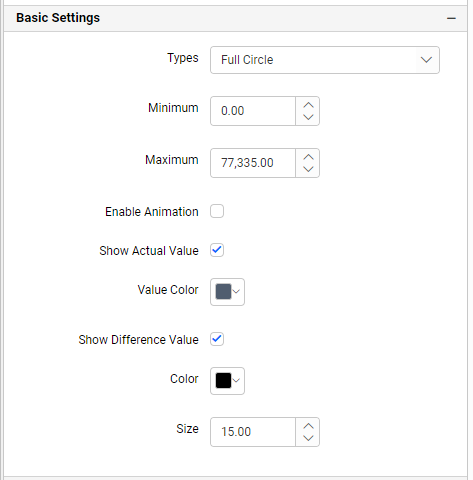 Basic Settings
Types Full Circle
Minimum 0.00
Maximum 77,335.00
Enable Animation
Show Actual Value
Value Color
Show Difference Value
Color
Size 15.00